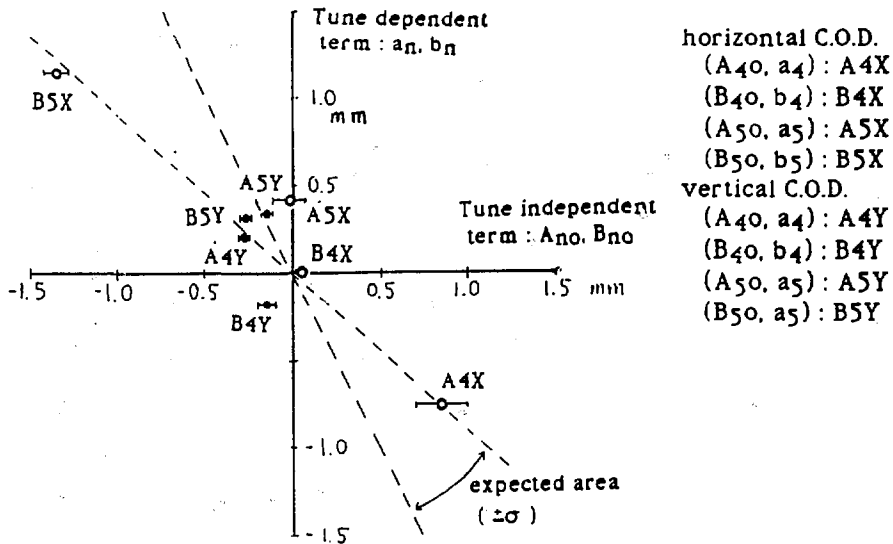 Tune dependent
term : an, bn
1.0
mm
B5X
A5Y
0.5
B5Y
A5X
A4Y
B4X
Tune independent
term : Ano, Bno
-1.5
-1.0
-0.5
0.5
1.0
1.5
mm
B4Y
A4X
-1.0
expected area
(±σ)
-1.5
horizontal C.O.D.
(A40, a4) : A4X
(B40, b4) : B4X
(A50, a5) : A5X
(B50, b5) : B5X
vertical C.O.D.
(A40, a4) : A4Y
(B40, b4) : B4Y
(A50, a5) : A5Y
(B50, a5) : B5Y